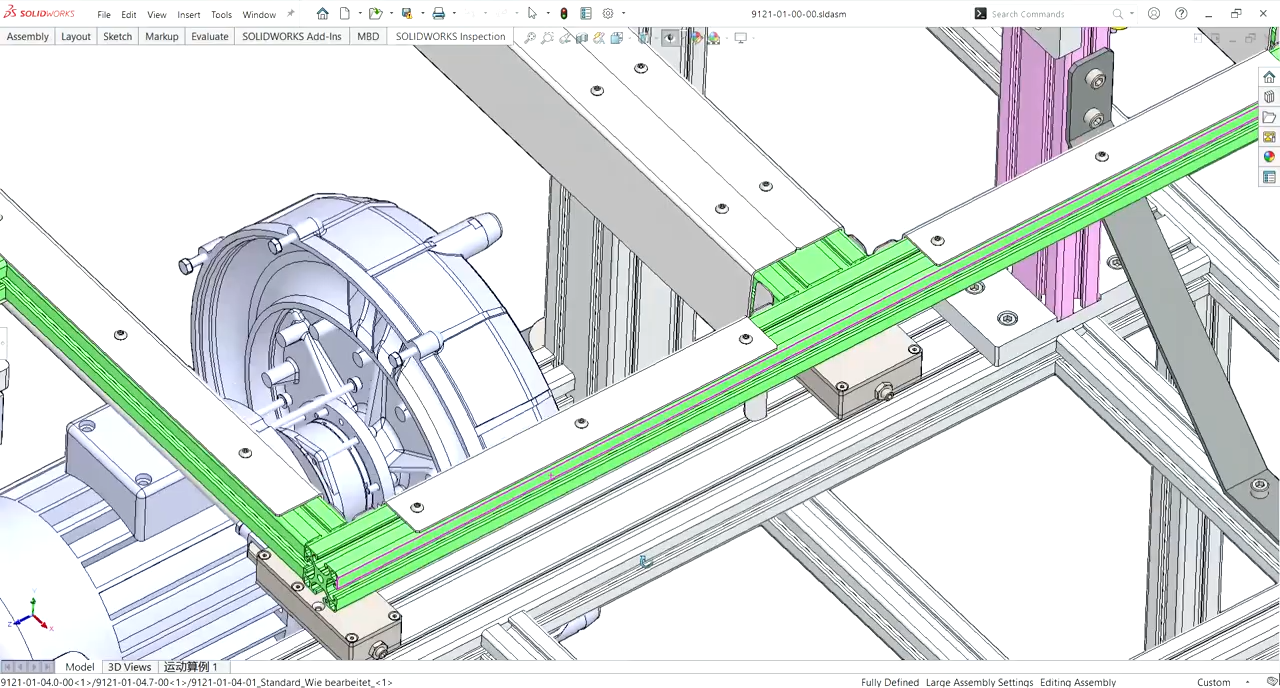 SOLIDWORKS File Edit View Insert Tools Window 9121-01-00-00.sldasm Search Commands
Assembly Layout Sketch Markup Evaluate SOLIDWORKS Add-Ins MBD SOLIDWORKS Inspection
Y
Z X
Model 3D Views 运动算例 1
9121-01-04.0-00<1>/9121-01-04.7-00<1>/9121-01-04-01_Standard_Wie bearbeitet_<1> Fully Defined Large Assembly Settings Editing Assembly Custom